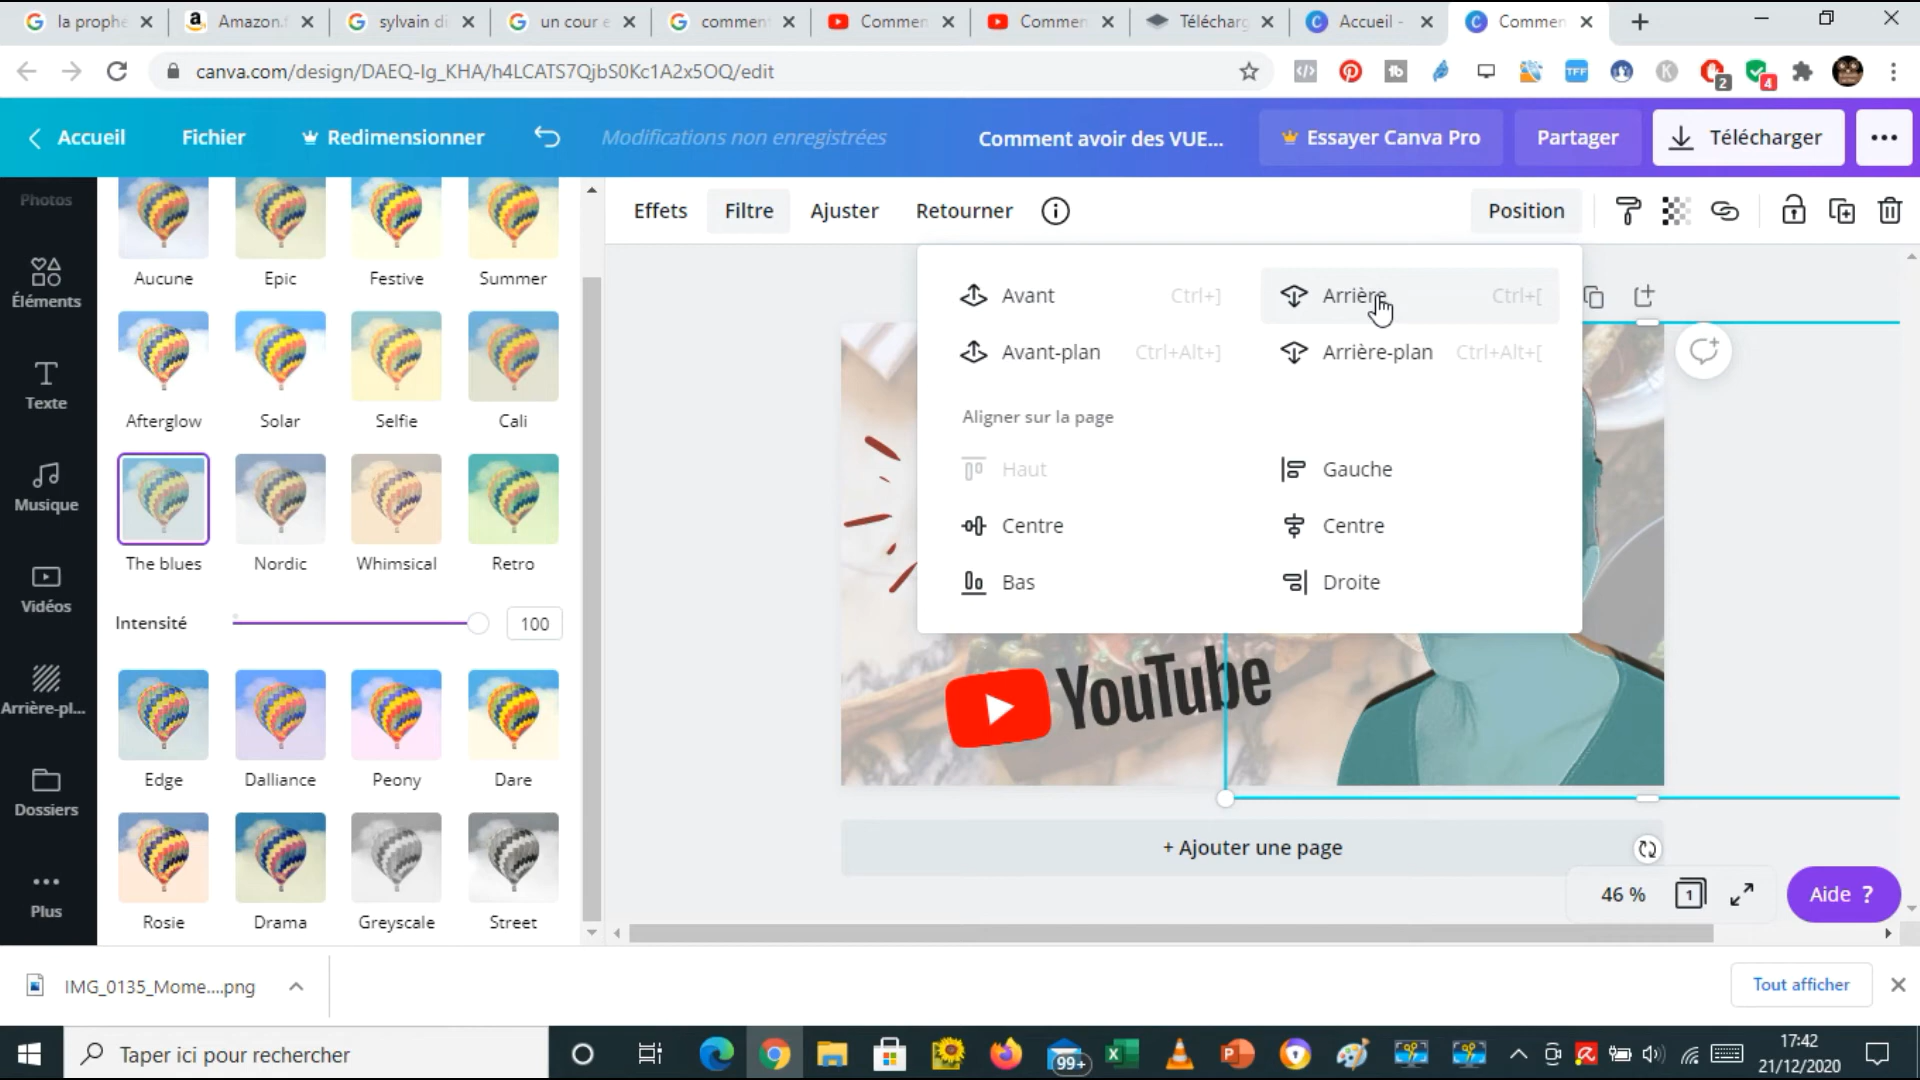 la prophe
Amazon.f
sylvain di
un cour e
comment
Commen
Commen
Télécharg
Accueil -
Commen
canva.com/design/DAEQ-Ig_KHA/h4LCATS7QjbS0Kc1A2x5OQ/edit
Accueil
Fichier
Redimensionner
Modifications non enregistrées
Comment avoir des VUE...
Essayer Canva Pro
Partager
Télécharger
Photos
Éléments
Texte
Musique
Vidéos
Arrière-pl...
Dossiers
Plus
Effets
Filtre
Ajuster
Retourner
Position
Aucune
Epic
Festive
Summer
Afterglow
Solar
Selfie
Cali
The blues
Nordic
Whimsical
Retro
Intensité
100
Edge
Dalliance
Peony
Dare
Rosie
Drama
Greyscale
Street
Avant
Ctrl+]
Arrière
Ctrl+[
Avant-plan
Ctrl+Alt+]
Arrière-plan
Ctrl+Alt+[
Aligner sur la page
Haut
Gauche
Centre
Centre
Bas
Droite
YouTube
+ Ajouter une page
46 %
1
Aide ?
IMG_0135_Mome....png
Tout afficher
Taper ici pour rechercher
99+
17:42
21/12/2020